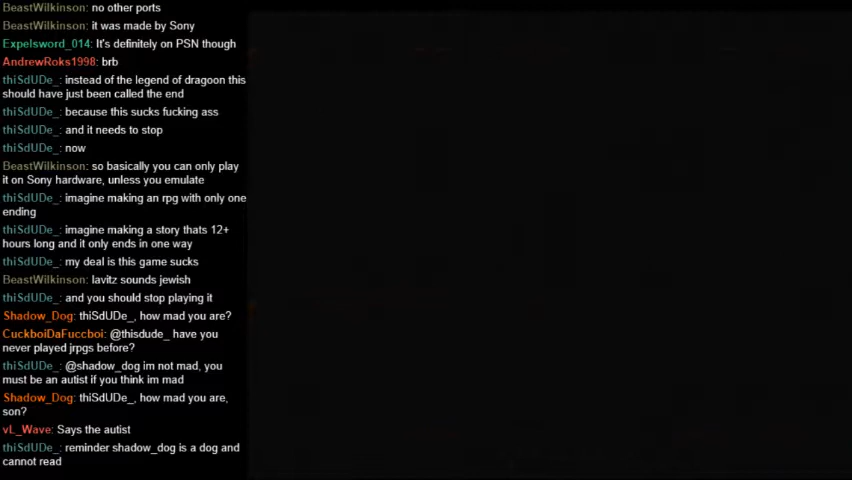 BeastWilkinson: no other ports
BeastWilkinson: it was made by Sony
Expelsword_014: It's definitely on PSN though
AndrewRoks1998: brb
thiSdUDe_: instead of the legend of dragoon this
should have just been called the end
thiSdUDe_: because this sucks fucking ass
thiSdUDe_: and it needs to stop
thiSdUDe_: now
BeastWilkinson: so basically you can only play
it on Sony hardware, unless you emulate
thiSdUDe_: imagine making an rpg with only one
ending
thiSdUDe_: imagine making a story thats 12+
hours long and it only ends in one way
thiSdUDe_: my deal is this game sucks
BeastWilkinson: lavitz sounds jewish
thiSdUDe_: and you should stop playing it
Shadow_Dog: thiSdUDe_, how mad you are?
CuckboiDaFuccboi: @thisdude_ have you
never played jrpgs before?
thiSdUDe_: @shadow_dog im not mad, you
must be an autist if you think im mad
Shadow_Dog: thiSdUDe_, how mad you are,
son?
vL_Wave: Says the autist
thiSdUDe_: reminder shadow_dog is a dog and
cannot read